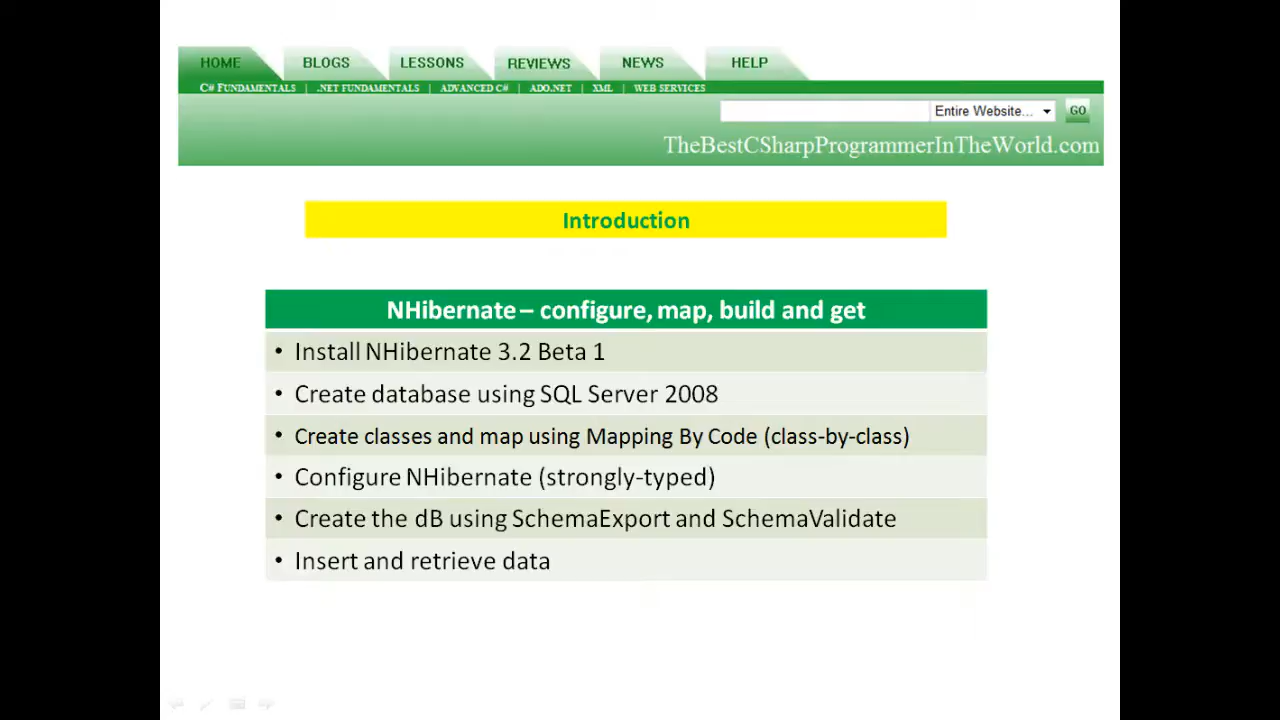 HOME BLOGS LESSONS REVIEWS NEWS HELP
C# FUNDAMENTALS | .NET FUNDAMENTALS | ADVANCED C# | ADO.NET | XML | WEB SERVICES
Entire Website... GO
TheBestCSharpProgrammerInTheWorld.com
Introduction
NHibernate – configure, map, build and get
• Install NHibernate 3.2 Beta 1
• Create database using SQL Server 2008
• Create classes and map using Mapping By Code (class-by-class)
• Configure NHibernate (strongly-typed)
• Create the dB using SchemaExport and SchemaValidate
• Insert and retrieve data